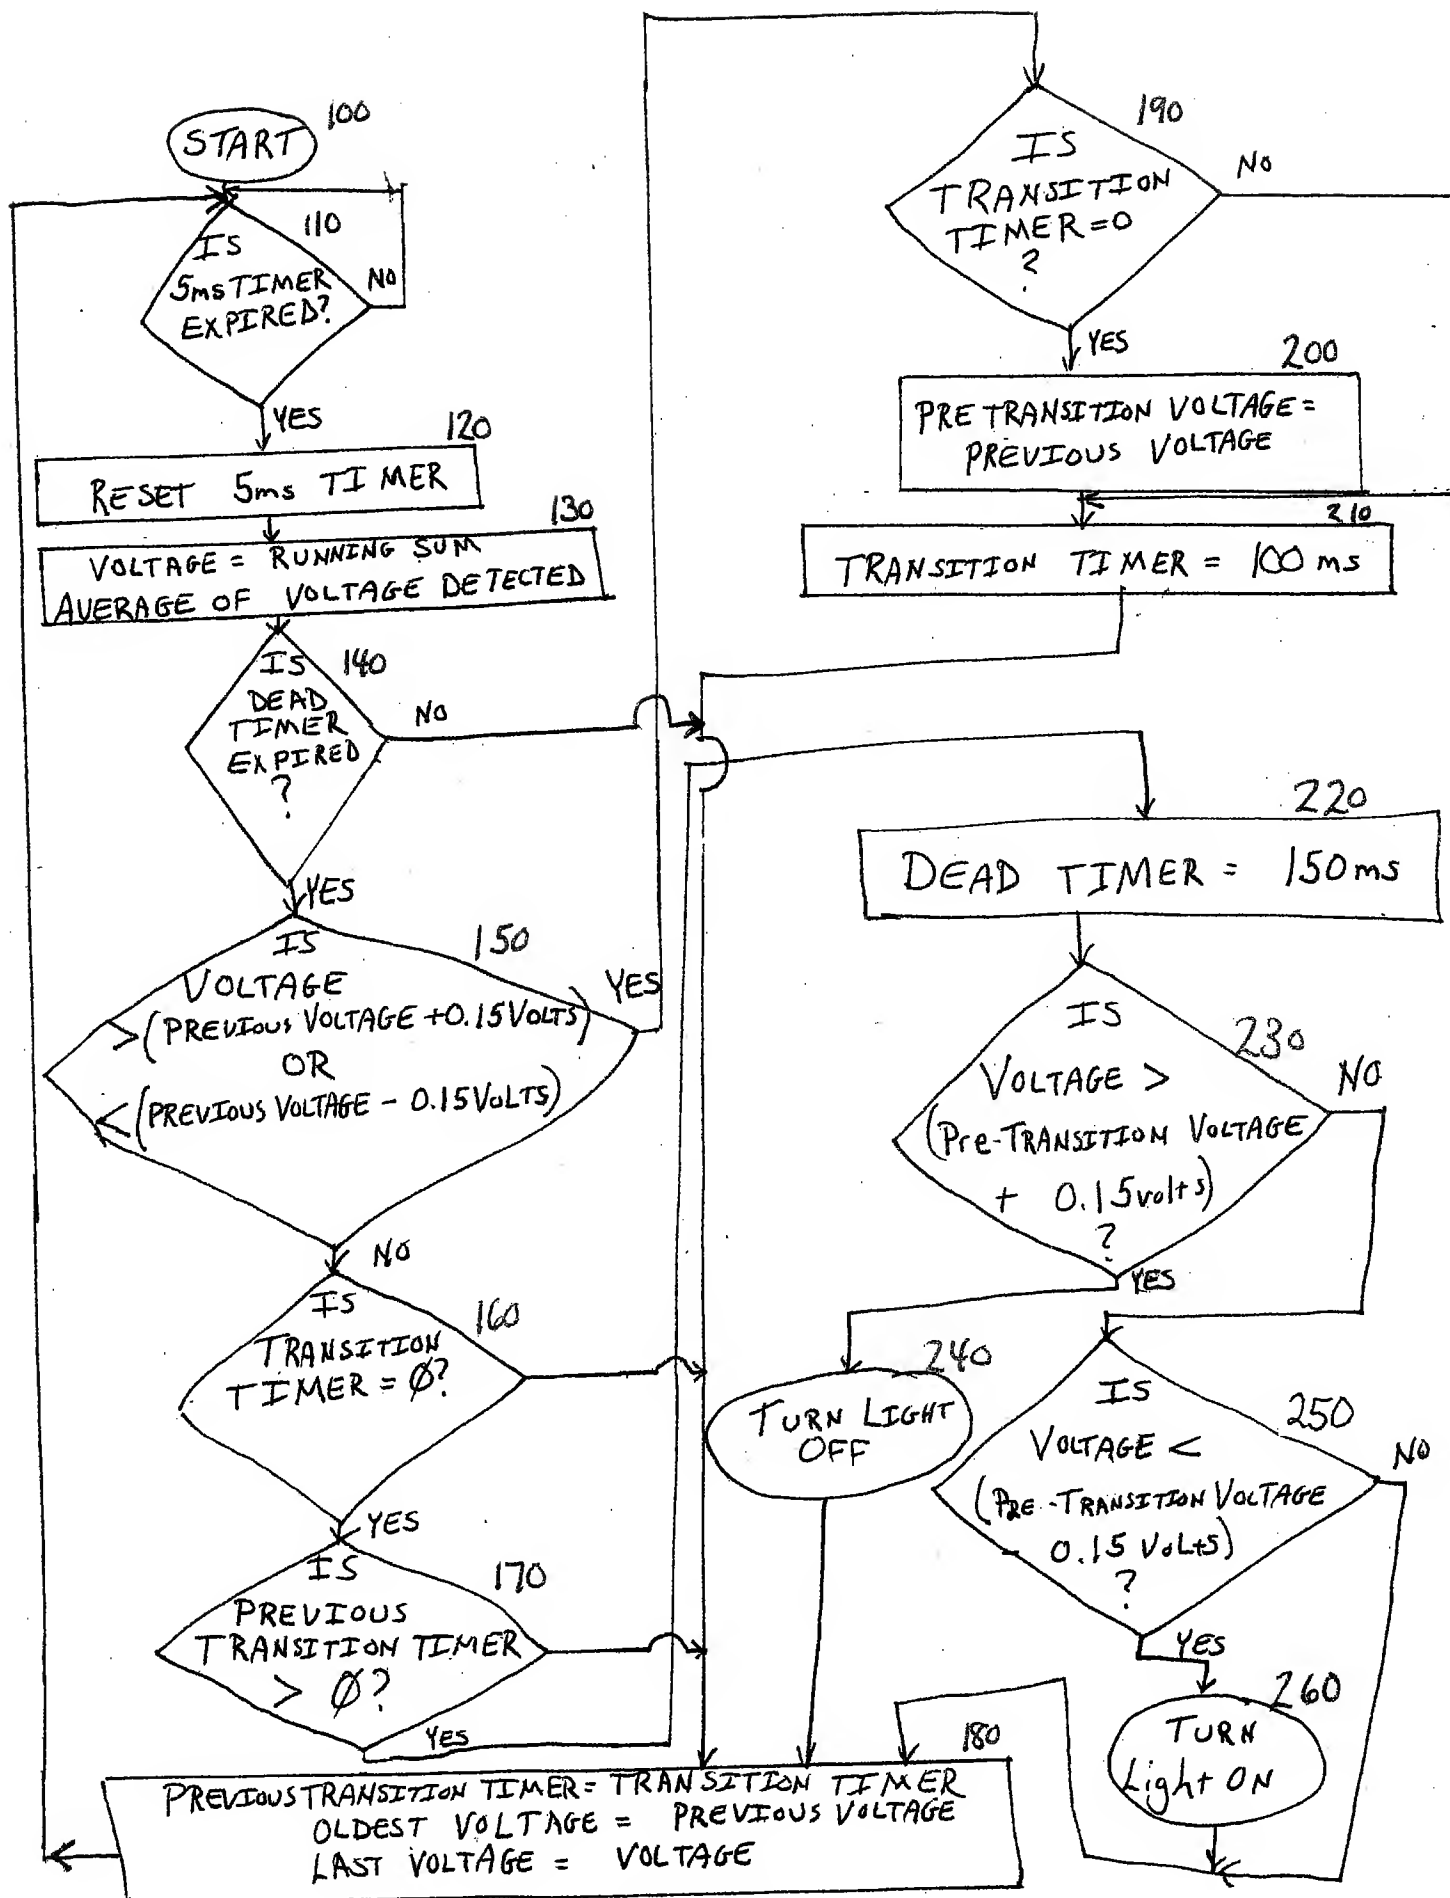 100
START
110
IS
5ms TIMER
EXPIRED?
NO
YES
120
RESET 5ms TIMER
130
VOLTAGE = RUNNING SUM
AVERAGE OF VOLTAGE DETECTED
140
IS
DEAD
TIMER
EXPIRED
?
NO
YES
150
IS
VOLTAGE
>(PREVIOUS VOLTAGE +0.15VOLTS)
OR
<(PREVIOUS VOLTAGE - 0.15VOLTS)
YES
NO
160
IS
TRANSITION
TIMER = Ø?
YES
170
IS
PREVIOUS
TRANSITION TIMER
> Ø?
YES
180
PREVIOUS TRANSITION TIMER = TRANSITION TIMER
OLDEST VOLTAGE = PREVIOUS VOLTAGE
LAST VOLTAGE = VOLTAGE
190
IS
TRANSITION
TIMER=0
?
NO
YES
200
PRE TRANSITION VOLTAGE =
PREVIOUS VOLTAGE
210
TRANSITION TIMER = 100 ms
220
DEAD TIMER = 150ms
230
IS
VOLTAGE >
(Pre-TRANSITION VOLTAGE
+ 0.15volts)
?
NO
YES
240
TURN LIGHT
OFF
250
IS
VOLTAGE <
(PRE-TRANSITION VOLTAGE
- 0.15 VOLtS)
?
NO
YES
260
TURN
Light ON